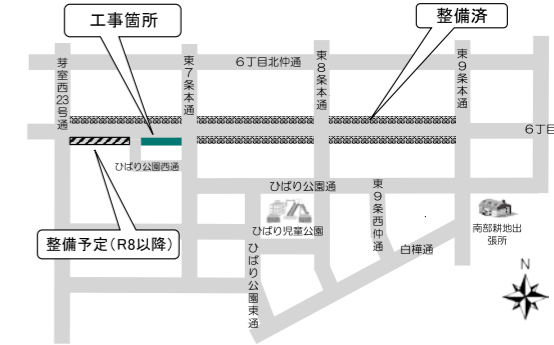 工事箇所
整備済
芽室西23号通
東7条本通
6丁目北仲通
東8条本通
東9条本通
6丁目
ひばり公園西通
ひばり公園通
東9条西仲通
ひばり児童公園
南部耕地出
張所
整備予定(R8以降)
白樺通
ひばり公園東通
N